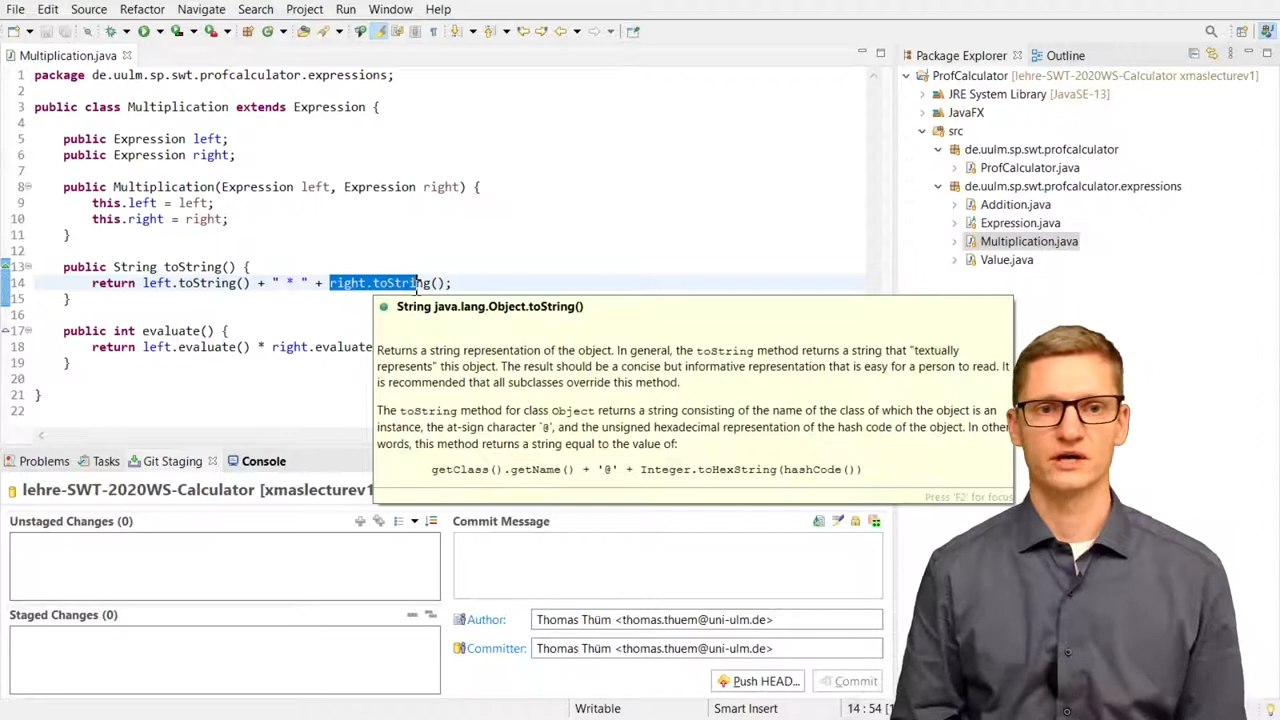 File Edit Source Refactor Navigate Search Project Run Window Help
Multiplication.java
1 package de.uulm.sp.swt.profcalculator.expressions;
2
3 public class Multiplication extends Expression {
4
5 public Expression left;
6 public Expression right;
7
8 public Multiplication(Expression left, Expression right) {
9 this.left = left;
10 this.right = right;
11 }
12
13 public String toString() {
14 return left.toString() + " * " + right.toString();
15 }
16
17 public int evaluate() {
18 return left.evaluate() * right.evaluate
19 }
20
21 }
22
String java.lang.Object.toString()
Returns a string representation of the object. In general, the toString method returns a string that "textually
represents" this object. The result should be a concise but informative representation that is easy for a person to read. It
is recommended that all subclasses override this method.
The toString method for class Object returns a string consisting of the name of the class of which the object is an
instance, the at-sign character `@', and the unsigned hexadecimal representation of the hash code of the object. In other
words, this method returns a string equal to the value of:
getClass().getName() + '@' + Integer.toHexString(hashCode())
Press 'F2' for focus
Package Explorer Outline
ProfCalculator [lehre-SWT-2020WS-Calculator xmaslecturev1]
JRE System Library [JavaSE-13]
JavaFX
src
de.uulm.sp.swt.profcalculator
ProfCalculator.java
de.uulm.sp.swt.profcalculator.expressions
Addition.java
Expression.java
Multiplication.java
Value.java
Problems Tasks Git Staging Console
lehre-SWT-2020WS-Calculator [xmaslecturev1
Unstaged Changes (0)
Commit Message
Staged Changes (0)
Author: Thomas Thüm <thomas.thuem@uni-ulm.de>
Committer: Thomas Thüm <thomas.thuem@uni-ulm.de>
Push HEAD... Commit
Writable Smart Insert 14 : 54 [1